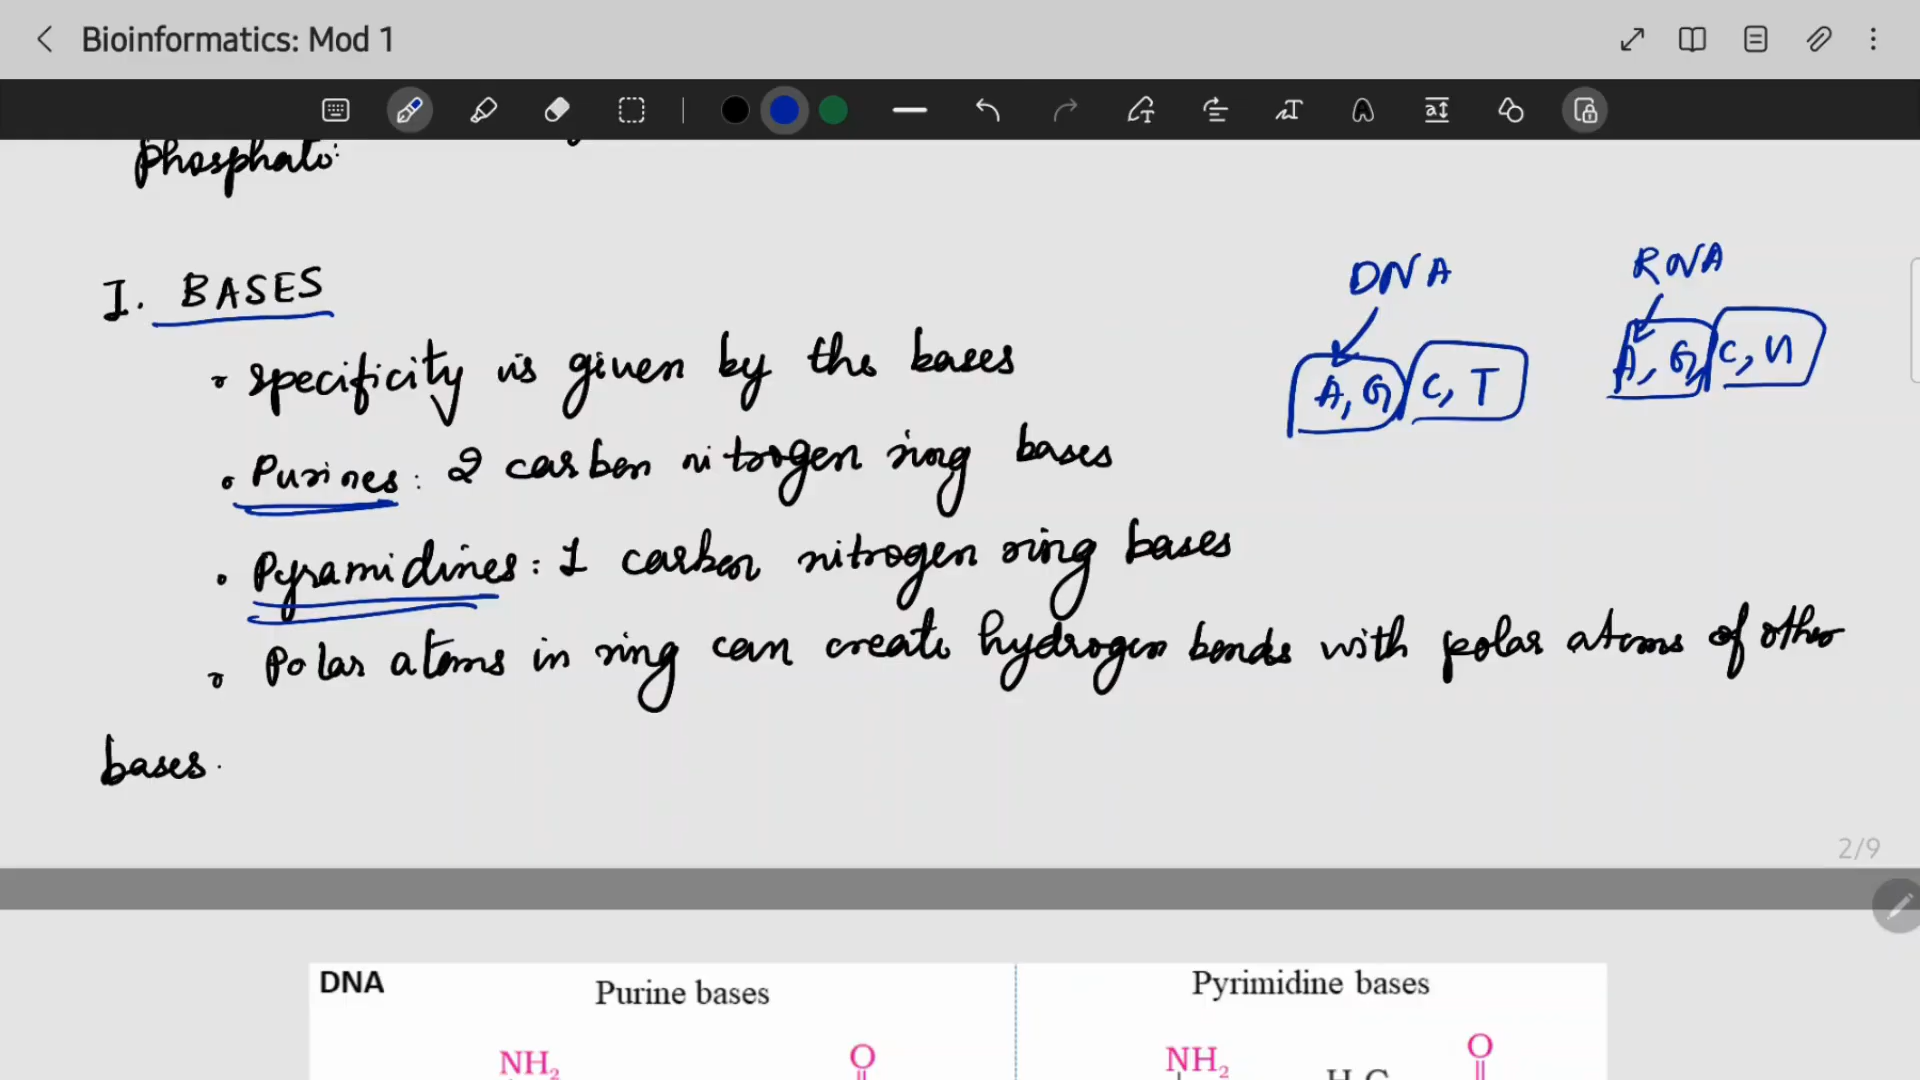 Bioinformatics: Mod 1
phosphate:
I. BASES
specificity is given by the bases
Purines: 2 carbon nitrogen ring bases
Pyramidines: 1 carbon nitrogen ring bases
Polar atoms in ring can create hydrogen bonds with polar atoms of other
bases.
DNA
A, G C, T
RNA
A, G C, U
2/9
DNA
Purine bases
Pyrimidine bases
NH2
O
NH2
H3C
O